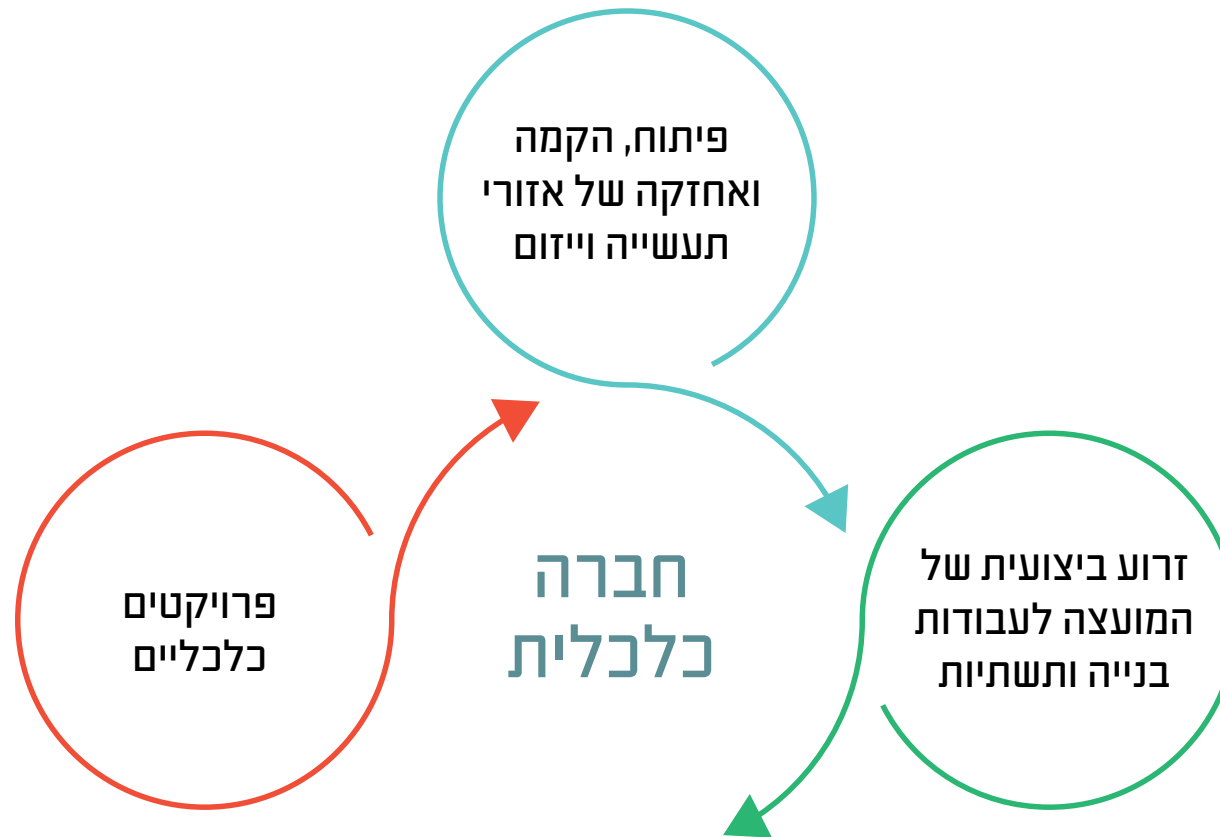 פיתוח, הקמה
ואחזקה של אזורי
תעשייה וייזום
זרוע ביצועית של
המועצה לעבודות
בנייה ותשתיות
חברה
כלכלית
פרויקטים
כלכליים